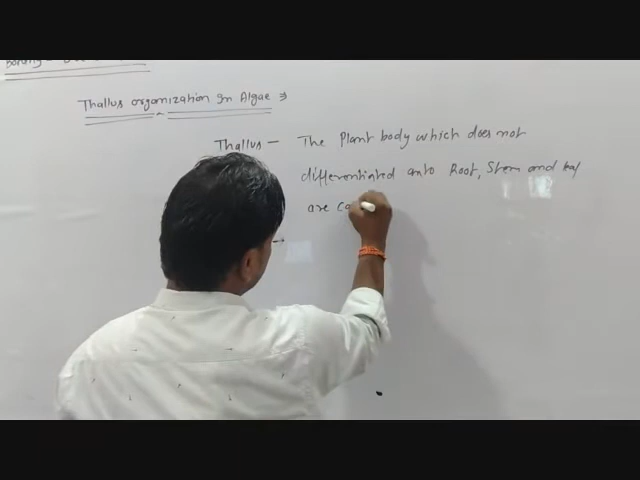 Botany
Thallus organization In Algae
Thallus — The Plant body which does not
differentiated into Root, Stem and leaf
are Ca